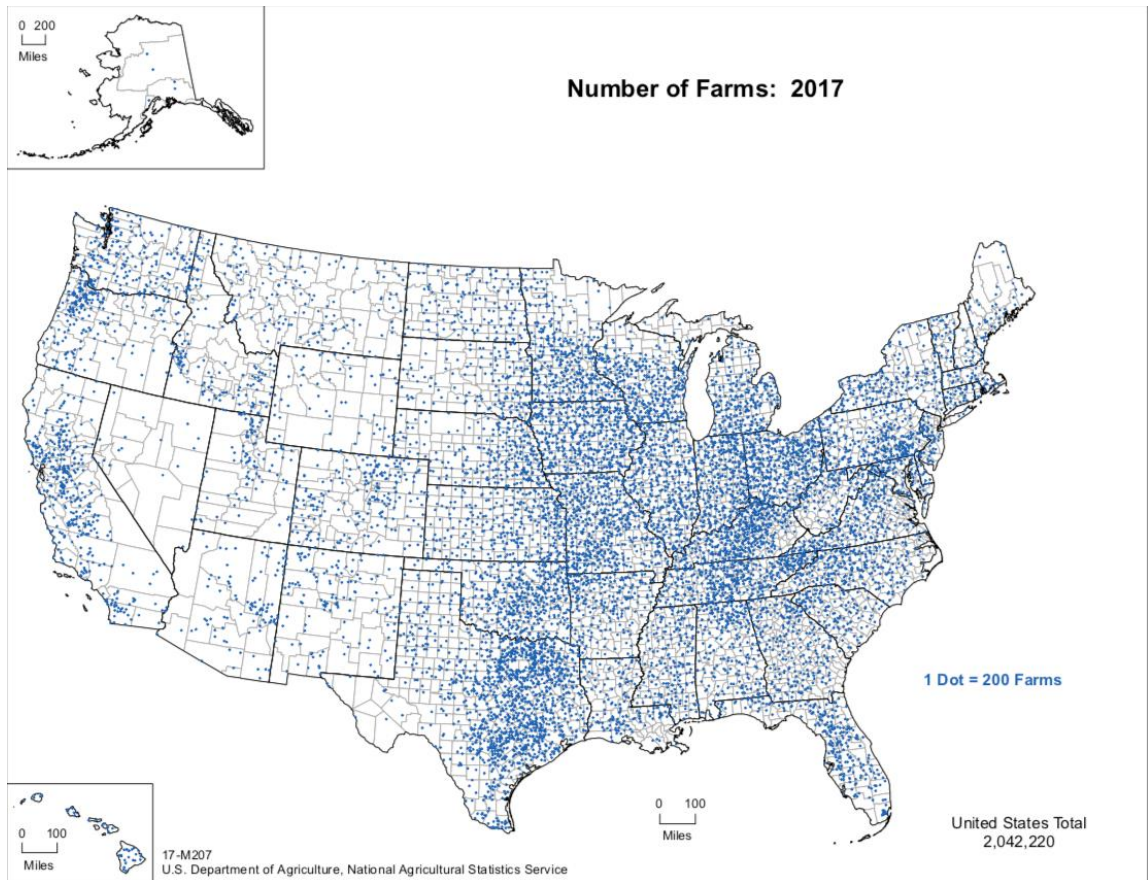 0 200
Miles
Number of Farms: 2017
1 Dot = 200 Farms
0 100
Miles
0 100
Miles
United States Total
2,042,220
17-M207
U.S. Department of Agriculture, National Agricultural Statistics Service